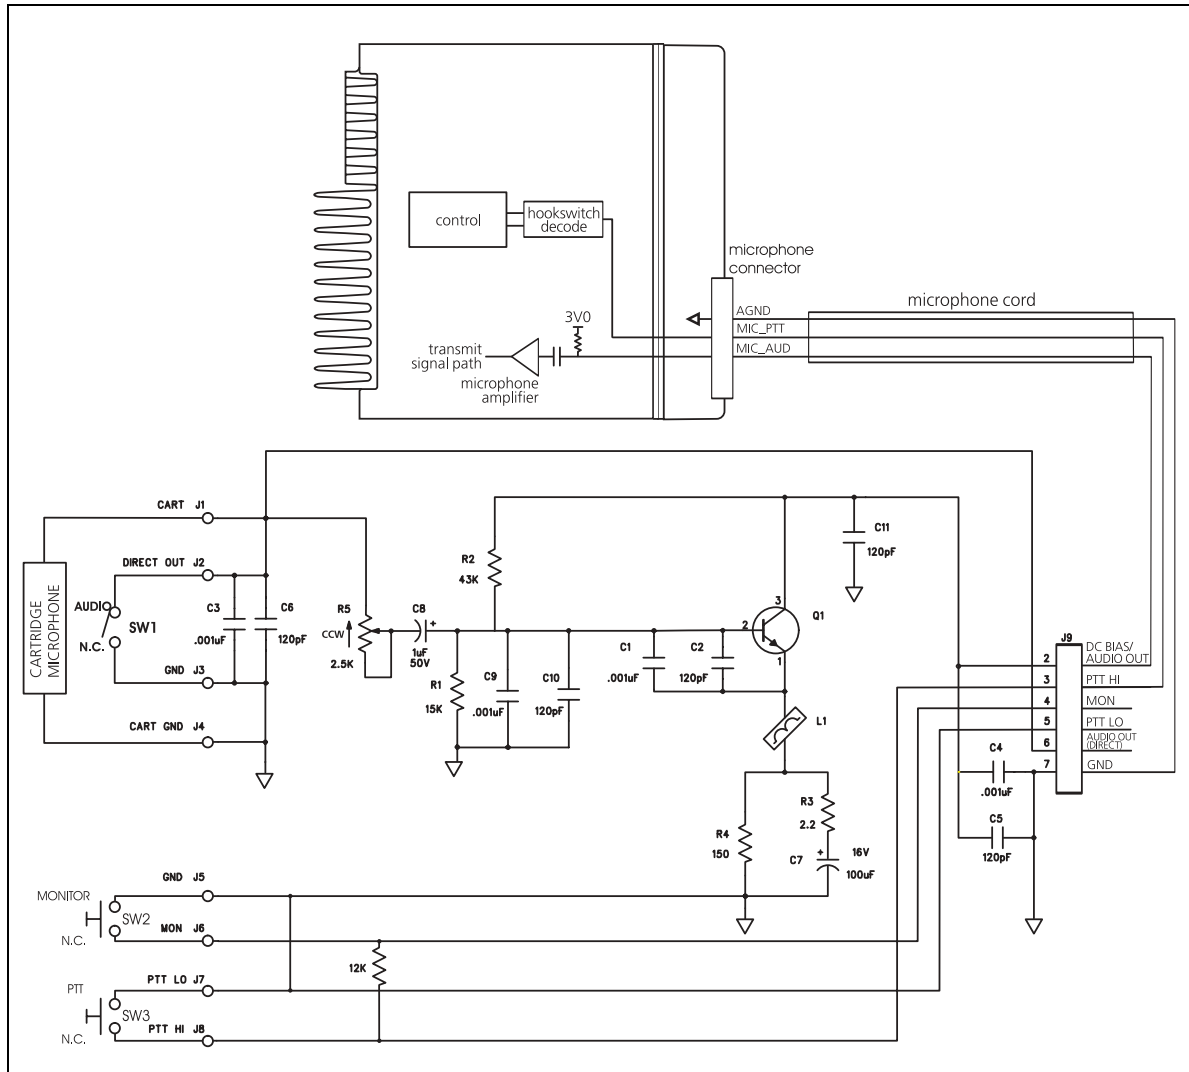 control
hookswitch
decode
microphone
connector
microphone cord
AGND
MIC_PTT
MIC_AUD
3V0
transmit
signal path
microphone
amplifier
CART J1
DIRECT OUT J2
CARTRIDGE
MICROPHONE
AUDIO
SW1
N.C.
GND J3
CART GND J4
C3
.001uF
C6
120pF
R5
CCW
2.5K
C8
+
1uF
50V
R2
43K
R1
15K
C9
.001uF
C10
120pF
C1
.001uF
C2
120pF
3
2
1
Q1
C11
120pF
L1
R3
2.2
R4
150
C7
+
16V
100uF
J9
2
DC BIAS/
AUDIO OUT
3
PTT HI
4
MON
5
PTT LO
6
AUDIO OUT
(DIRECT)
7
GND
C4
.001uF
C5
120pF
GND J5
MONITOR
SW2
N.C.
MON J6
12K
PTT LO J7
PTT
SW3
N.C.
PTT HI J8